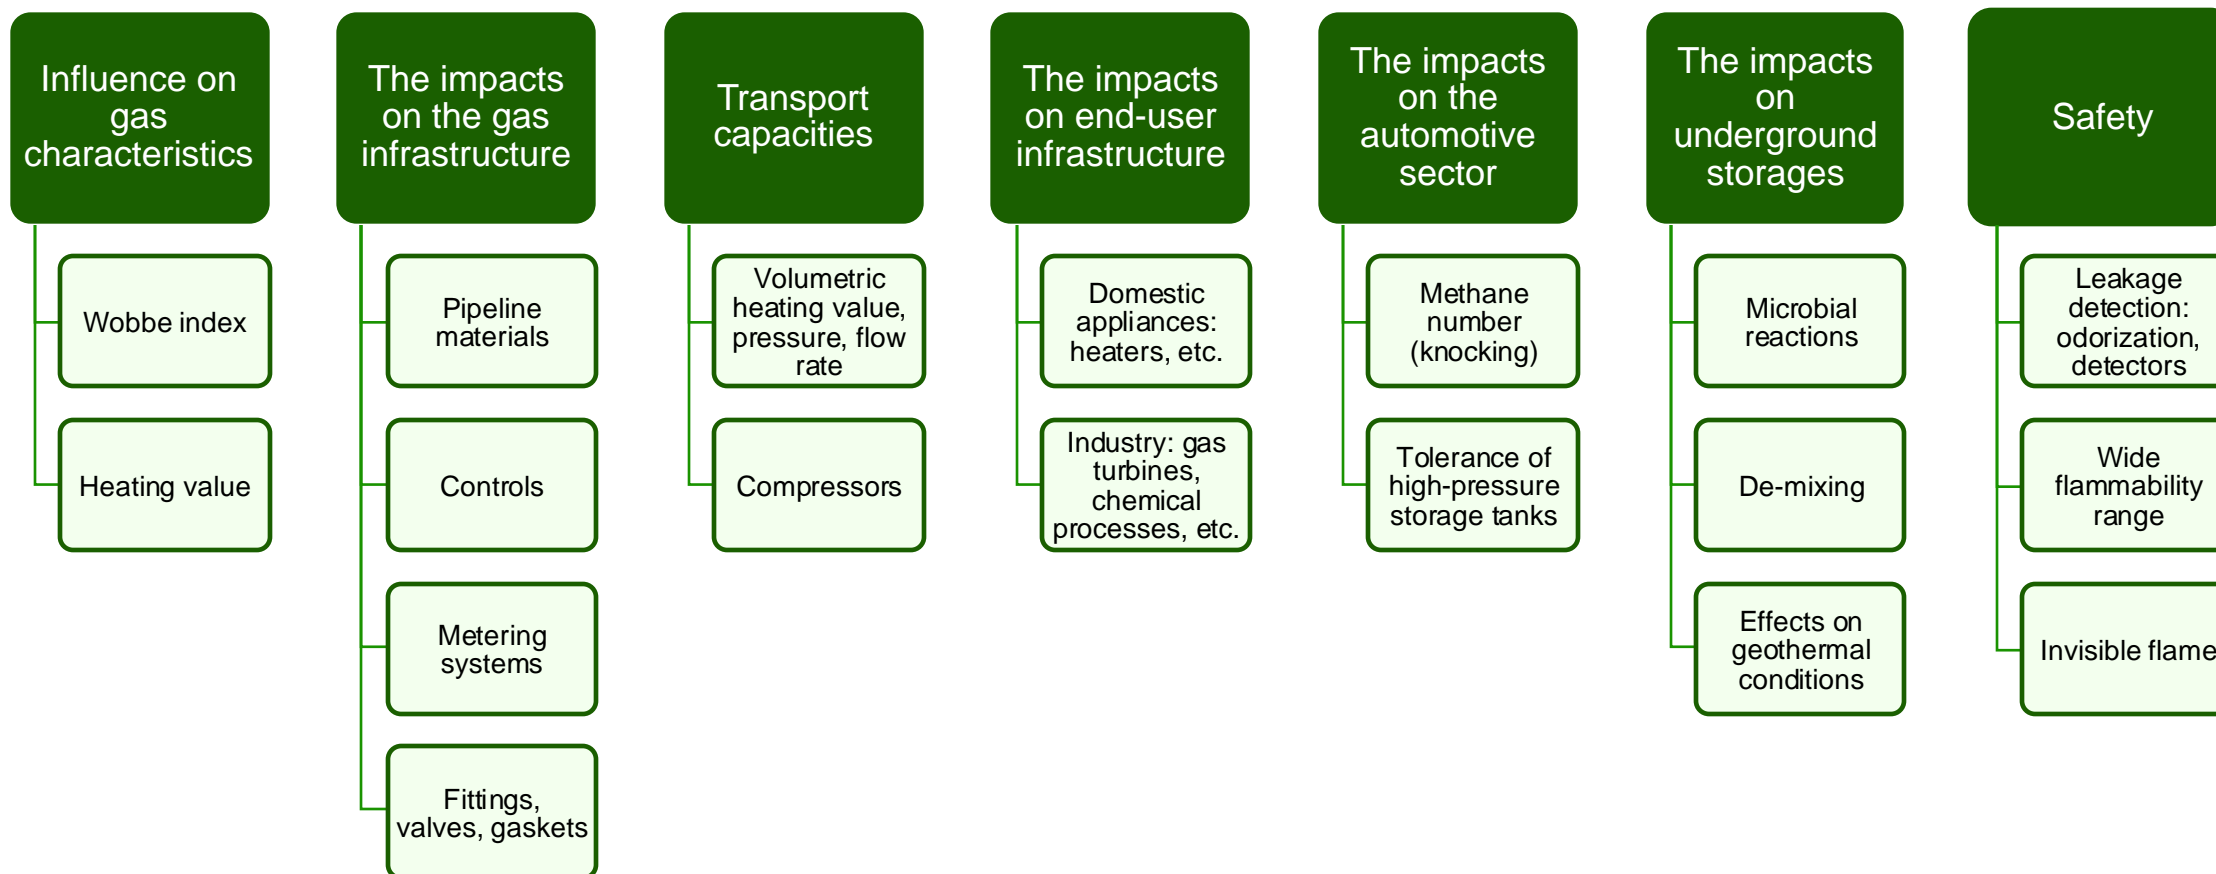 Influence on
gas
characteristics
Wobbe index
Heating value
The impacts
on the gas
infrastructure
Pipeline
materials
Controls
Metering
systems
Fittings,
valves, gaskets
Transport
capacities
Volumetric
heating value,
pressure, flow
rate
Compressors
The impacts
on end-user
infrastructure
Domestic
appliances:
heaters, etc.
Industry: gas
turbines,
chemical
processes, etc.
The impacts
on the
automotive
sector
Methane
number
(knocking)
Tolerance of
high-pressure
storage tanks
The impacts
on
underground
storages
Microbial
reactions
De-mixing
Effects on
geothermal
conditions
Safety
Leakage
detection:
odorization,
detectors
Wide
flammability
range
Invisible flame